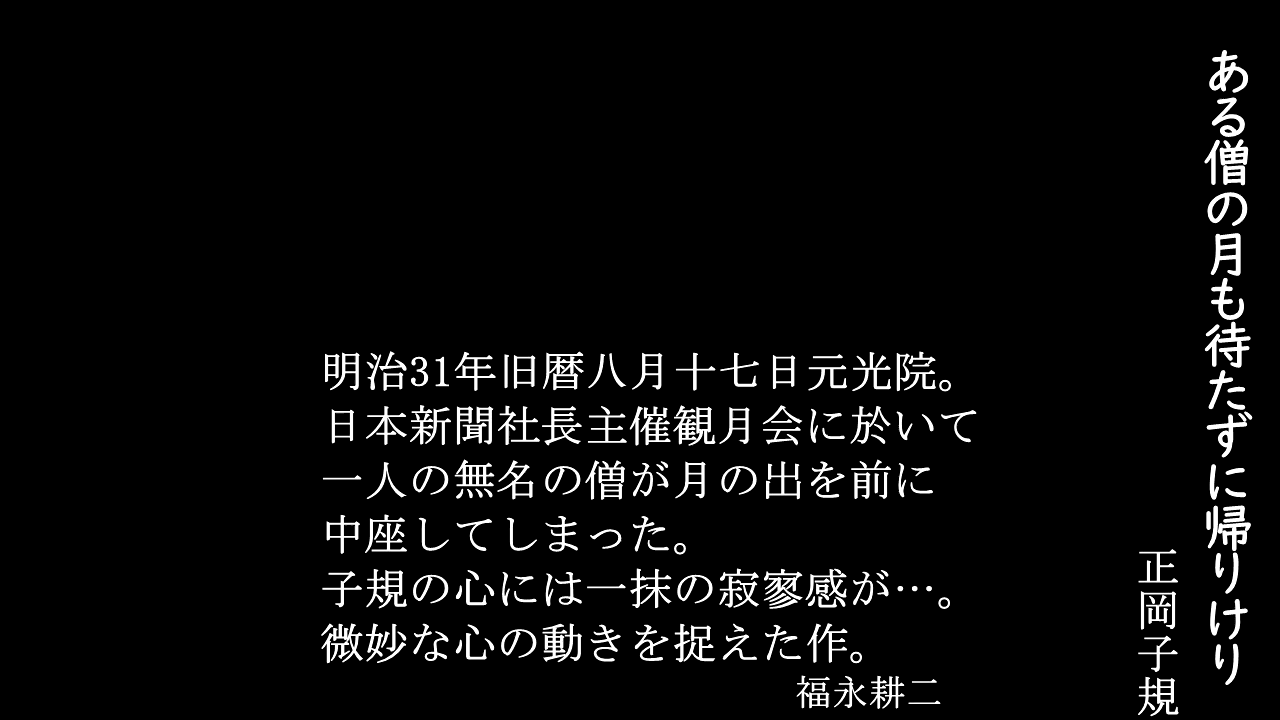 ある僧の月も待たずに帰りけり
正岡子規
明治31年旧暦八月十七日元光院。
日本新聞社長主催観月会に於いて
一人の無名の僧が月の出を前に
中座してしまった。
子規の心には一抹の寂寥感が…。
微妙な心の動きを捉えた作。
福永耕二